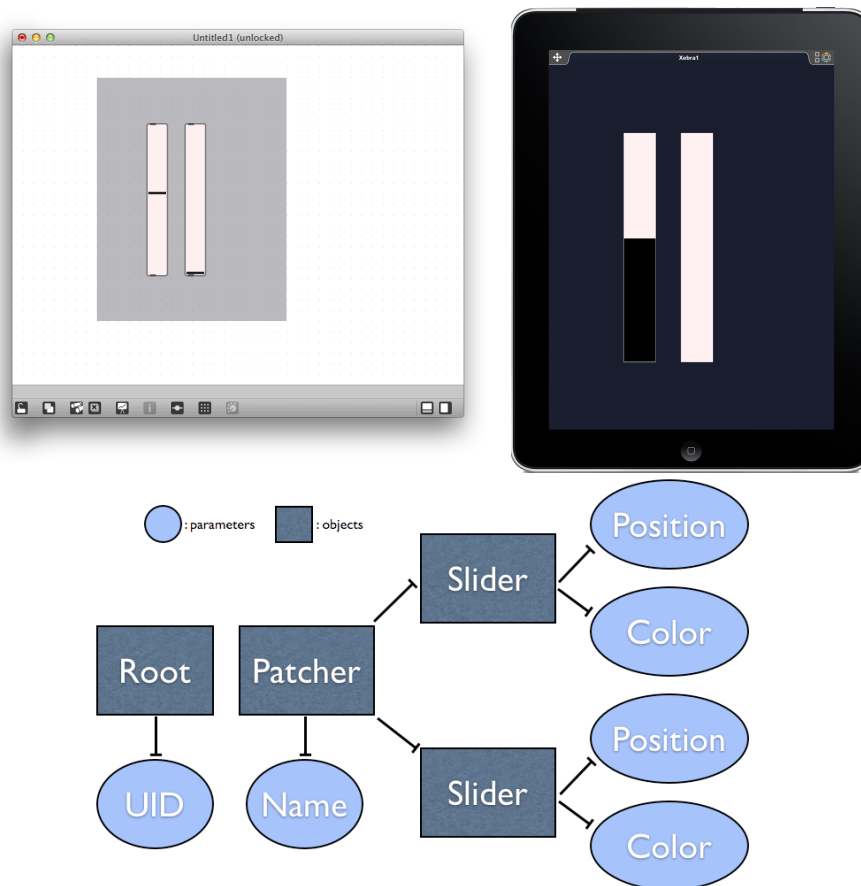 Untitled1 (unlocked)
Xebra1
: parameters
: objects
Position
Slider
Color
Root
Patcher
Position
UID
Name
Slider
Color